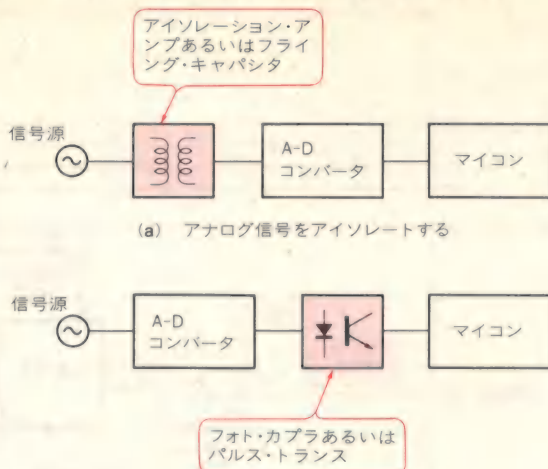 アイソレーション・ア
ンプあるいはフライ
ング・キャパシタ
信号源
A-D
コンバータ
マイコン
(a) アナログ信号をアイソレートする
信号源
A-D
コンバータ
マイコン
フォト・カプラあるいは
パルス・トランス